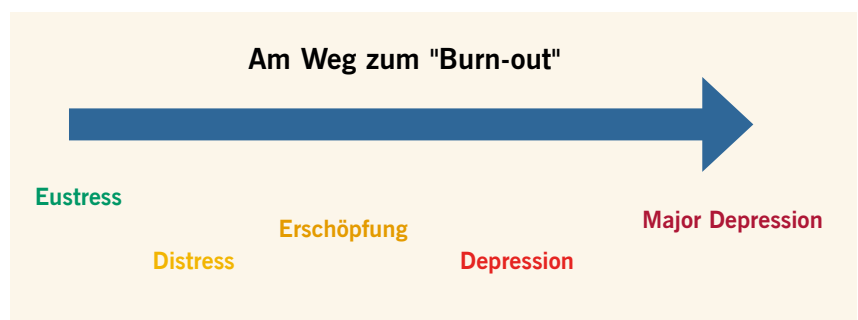 Am Weg zum "Burn-out"
Eustress
Distress
Erschöpfung
Depression
Major Depression